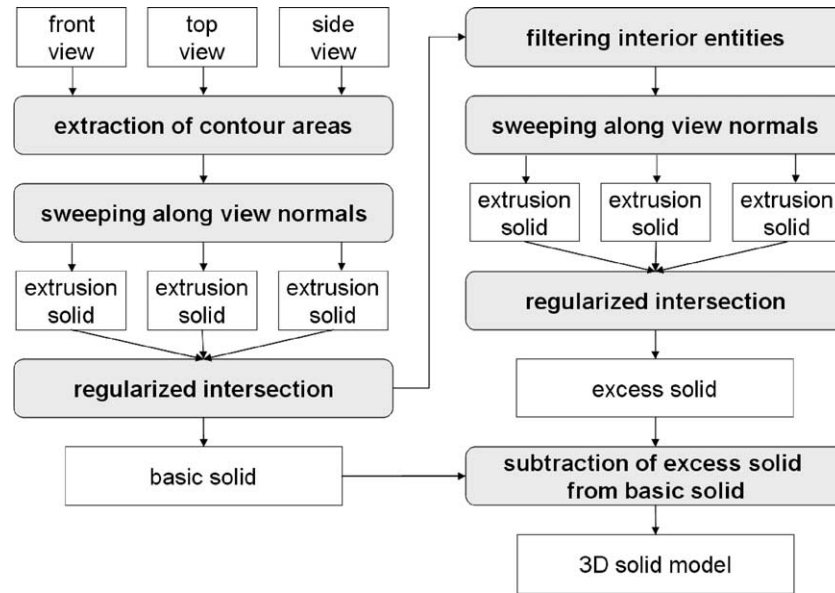 front
view
top
view
side
view
extraction of contour areas
sweeping along view normals
extrusion
solid
extrusion
solid
extrusion
solid
regularized intersection
basic solid
filtering interior entities
sweeping along view normals
extrusion
solid
extrusion
solid
extrusion
solid
regularized intersection
excess solid
subtraction of excess solid
from basic solid
3D solid model